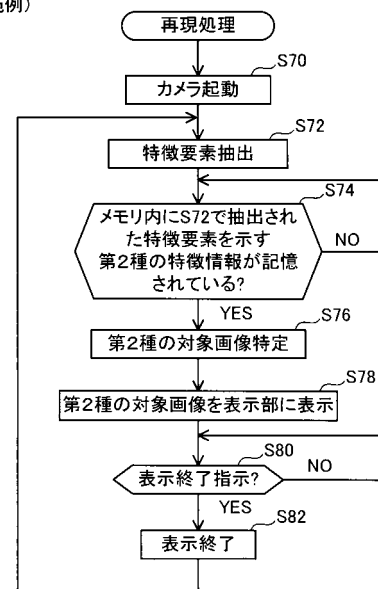 施例)
再現処理
S70
カメラ起動
S72
特徴要素抽出
S74
メモリ内にS72で抽出され
た特徴要素を示す
第2種の特徴情報が記憶
されている?
NO
YES
S76
第2種の対象画像特定
S78
第2種の対象画像を表示部に表示
S80
表示終了指示?
NO
YES
S82
表示終了